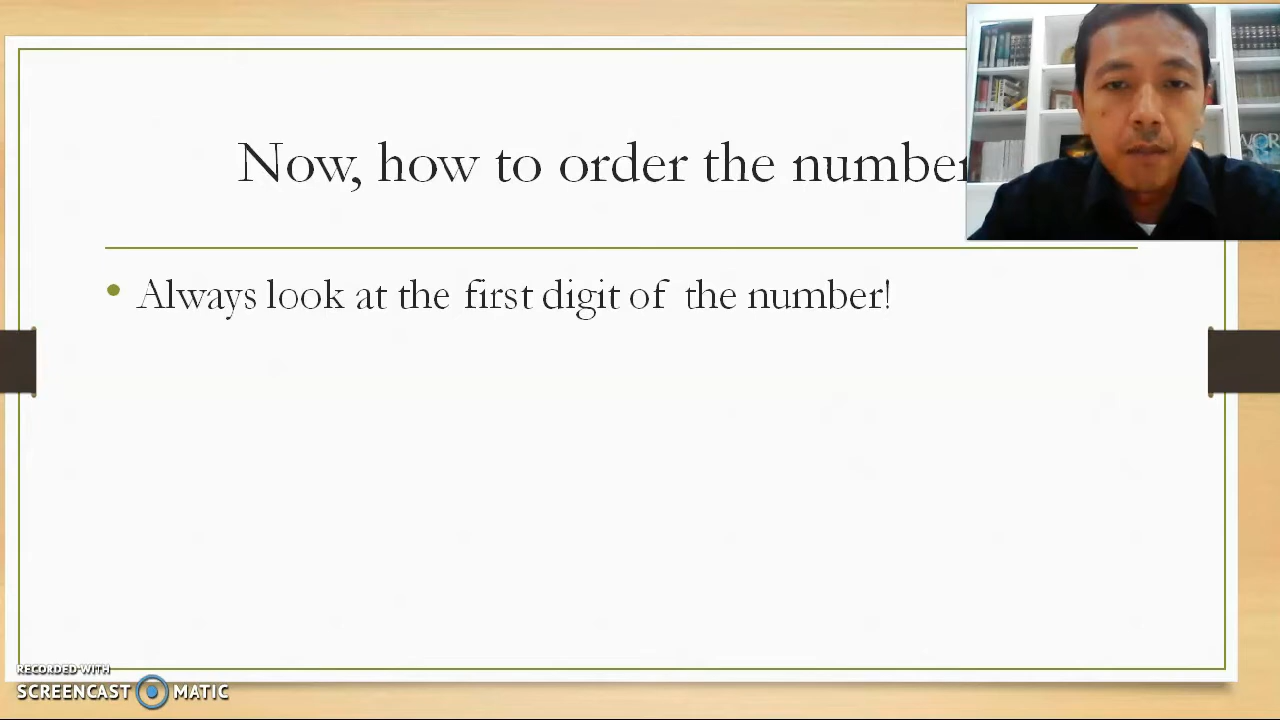 Now, how to order the number
Always look at the first digit of the number!
WOR
RECORDED WITH
SCREENCAST MATIC